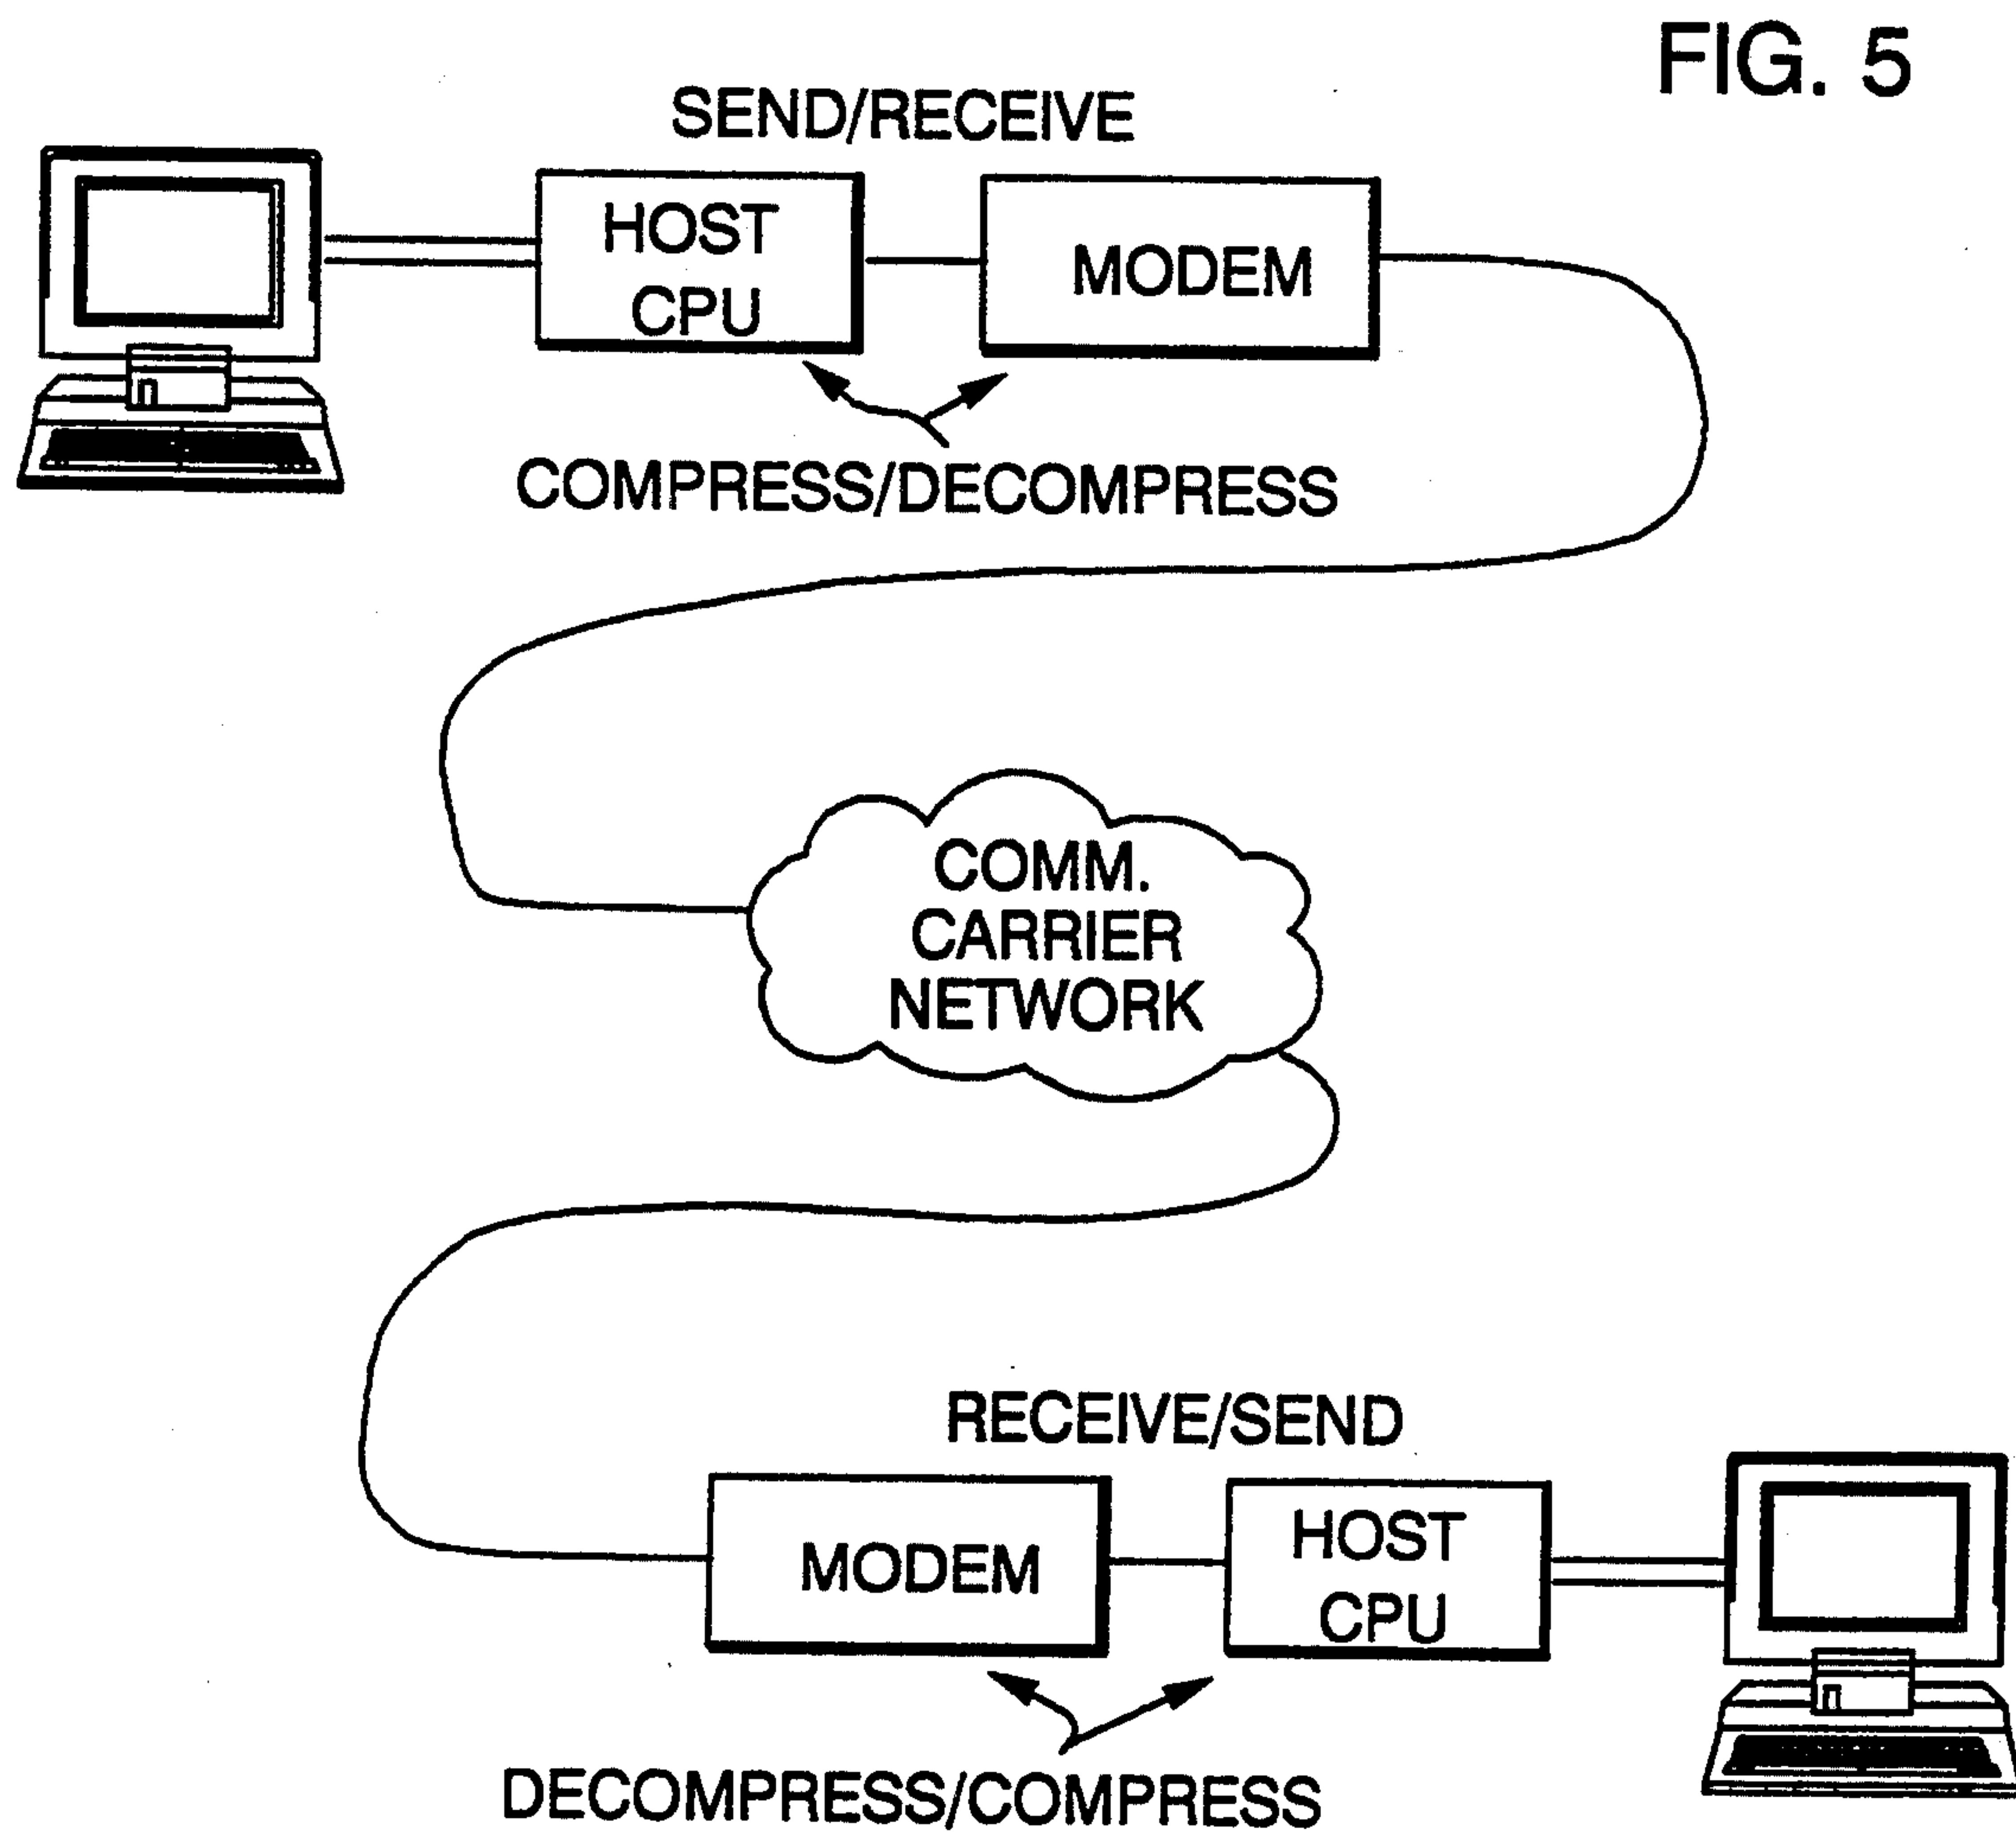 FIG. 5
SEND/RECEIVE
HOST
CPU
MODEM
COMPRESS/DECOMPRESS
COMM.
CARRIER
NETWORK
RECEIVE/SEND
MODEM
HOST
CPU
DECOMPRESS/COMPRESS